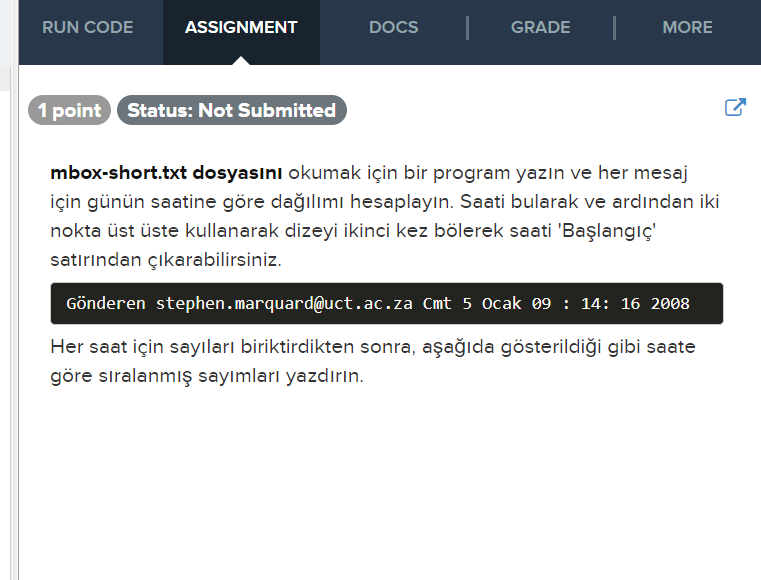 RUN CODE ASSIGNMENT DOCS | GRADE | MORE
1 point Status: Not Submitted
mbox-short.txt dosyasını okumak için bir program yazın ve her mesaj
için günün saatine göre dağılımı hesaplayın. Saati bularak ve ardından iki
nokta üst üste kullanarak dizeyi ikinci kez bölerek saati 'Başlangıç'
satırından çıkarabilirsiniz.
Gönderen stephen.marquard@uct.ac.za Cmt 5 Ocak 09 : 14: 16 2008
Her saat için sayıları biriktirdikten sonra, aşağıda gösterildiği gibi saate
göre sıralanmış sayımları yazdırın.